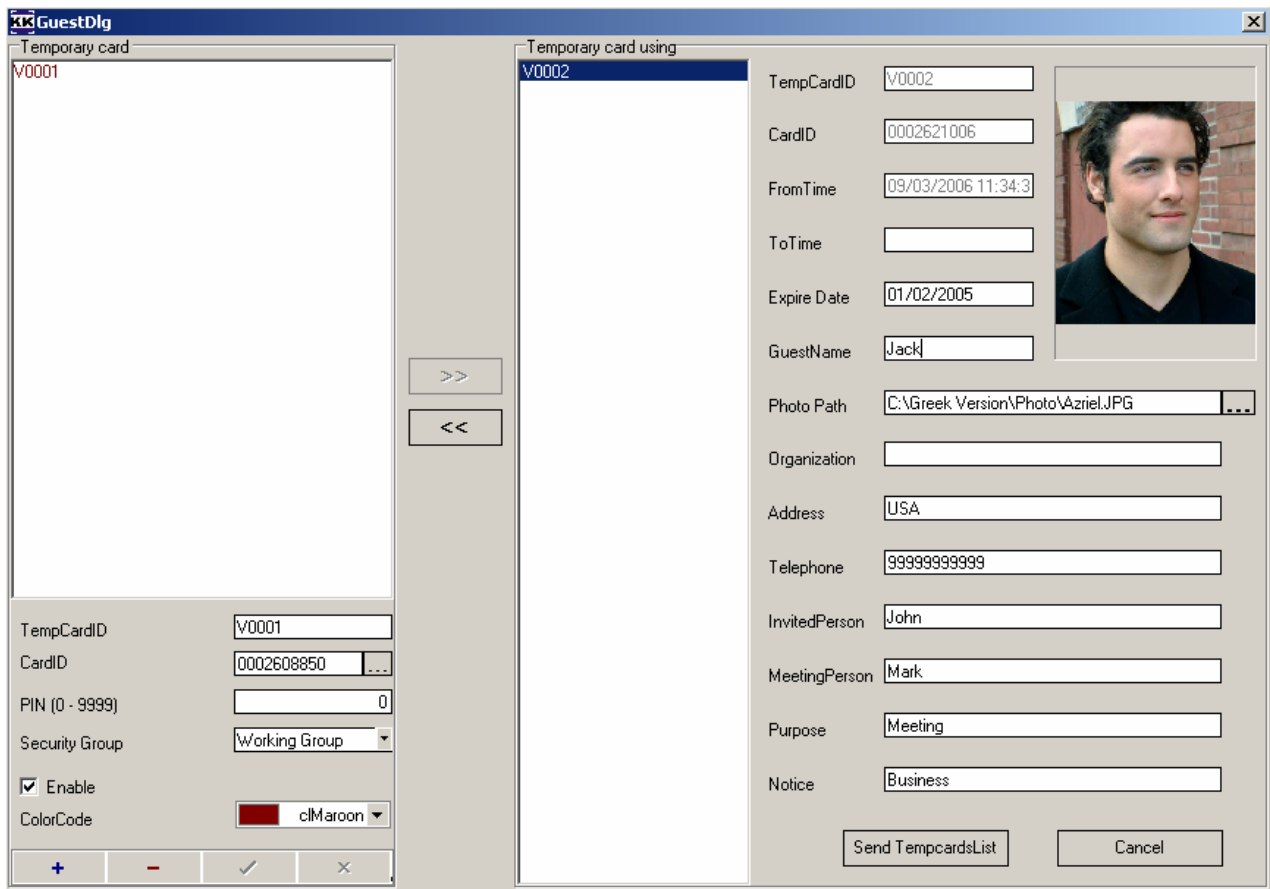 KK GuestDlg
Temporary card
V0001
TempCardID V0001
CardID 0002608850 ...
PIN (0 - 9999) 0
Security Group Working Group
Enable
ColorCode clMaroon
>>
<<
Temporary card using
V0002
TempCardID V0002
CardID 0002621006
FromTime 09/03/2006 11:34:3
ToTime
Expire Date 01/02/2005
GuestName Jack
Photo Path C:\Greek Version\Photo\Azriel.JPG ...
Organization
Address USA
Telephone 99999999999
InvitedPerson John
MeetingPerson Mark
Purpose Meeting
Notice Business
Send TempcardsList Cancel